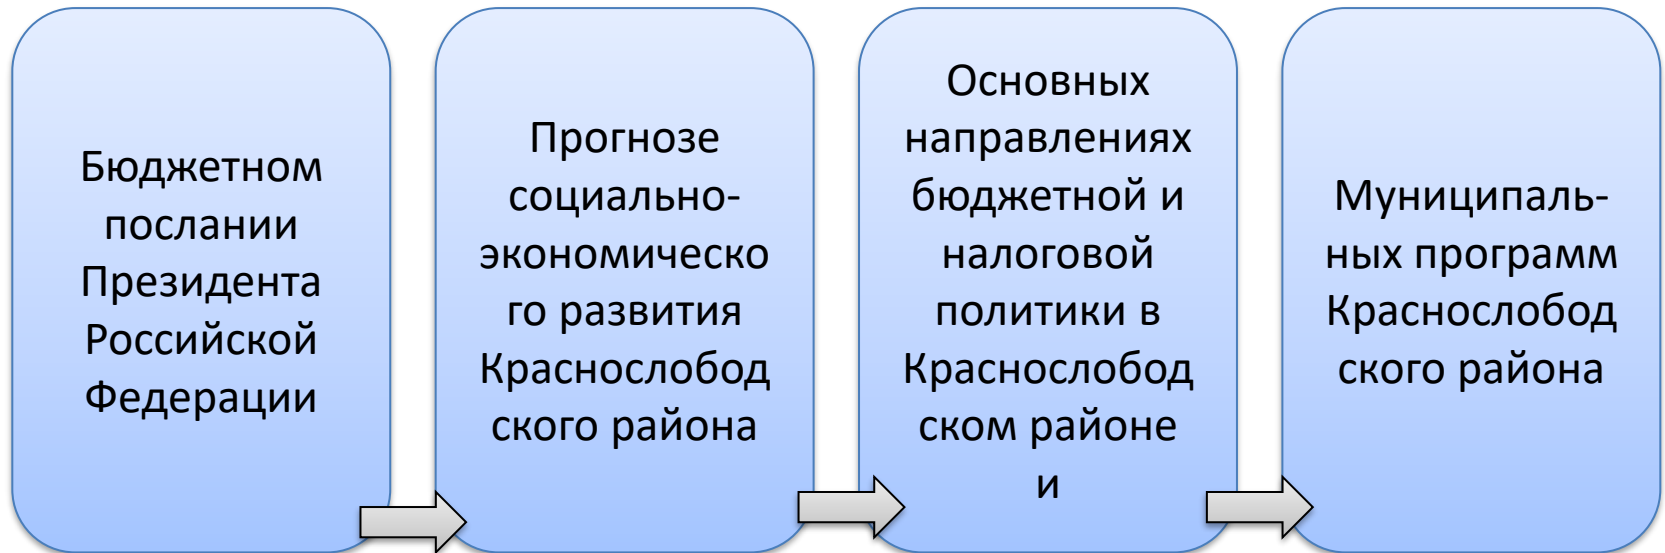 Бюджетном
послании
Президента
Российской
Федерации
Прогнозе
социально-
экономическо
го развития
Краснослобод
ского района
Основных
направлениях
бюджетной и
налоговой
политики в
Краснослобод
ском районе
и
Муниципаль-
ных программ
Краснослобод
ского района